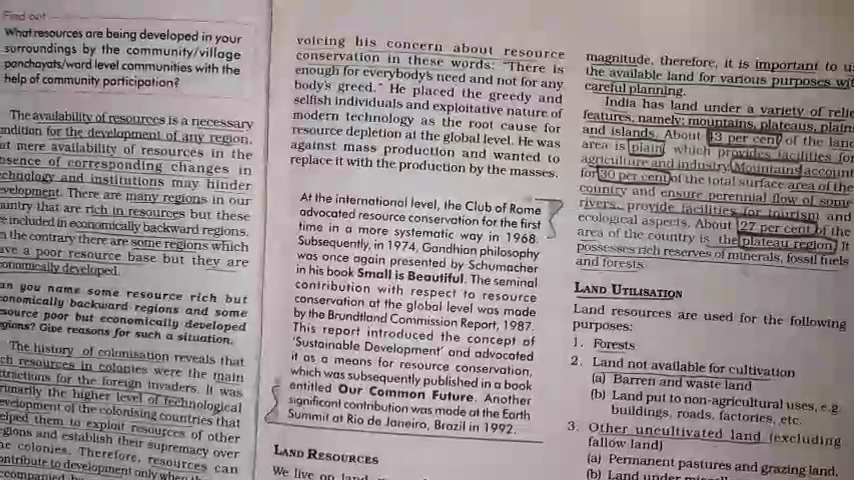 Find out
What resources are being developed in your
surroundings by the community/village
panchayats/ward level communities with the
help of community participation?
The availability of resources is a necessary
ndition for the development of any region.
at mere availability of resources in the
bsence of corresponding changes in
chnology and institutions may hinder
velopment. There are many regions in our
untry that are rich in resources but these
e included in economically backward regions.
n the contrary there are some regions which
ave a poor resource base but they are
onomically developed.
an you name some resource rich but
onomically backward regions and some
source poor but economically developed
gions? Give reasons for such a situation.
The history of colonisation reveals that
ch resources in colonies were the main
tractions for the foreign invaders. It was
rimarily the higher level of technological
evelopment of the colonising countries that
elped them to exploit resources of other
gions and establish their supremacy over
e colonies. Therefore, resources can
ontribute to development only when
voicing his concern about resource
conservation in these words: "There is
enough for everybody's need and not for any
body's greed." He placed the greedy and
selfish individuals and exploitative nature of
modern technology as the root cause for
resource depletion at the global level. He was
against mass production and wanted to
replace it with the production by the masses.
At the international level, the Club of Rome
advocated resource conservation for the first
time in a more systematic way in 1968.
Subsequently, in 1974, Gandhian philosophy
was once again presented by Schumacher
in his book Small is Beautiful. The seminal
contribution with respect to resource
conservation at the global level was made
by the Brundtland Commission Report, 1987.
This report introduced the concept of
'Sustainable Development' and advocated
it as a means for resource conservation,
which was subsequently published in a book
entitled Our Common Future. Another
significant contribution was made at the Earth
Summit at Rio de Janeiro, Brazil in 1992.
LAND RESOURCES
We live on land
magnitude, therefore, it is important to u
the available land for various purposes wit
careful planning.
India has land under a variety of relie
features, namely; mountains, plateaus, plain
and islands. About 43 per cent of the land
area is plain, which provides facilities for
agriculture and industry. Mountains account
for 30 per cent of the total surface area of the
country and ensure perennial flow of some
rivers, provide facilities for tourism and
ecological aspects. About 27 per cent of the
area of the country is the plateau region. It
possesses rich reserves of minerals, fossil fuels
and forests.
LAND UTILISATION
Land resources are used for the following
purposes:
1. Forests
2. Land not available for cultivation
(a) Barren and waste land
(b) Land put to non-agricultural uses, e.g.
buildings, roads, factories, etc.
3. Other uncultivated land (excluding
fallow land)
(a) Permanent pastures and grazing land,
(b) Land under